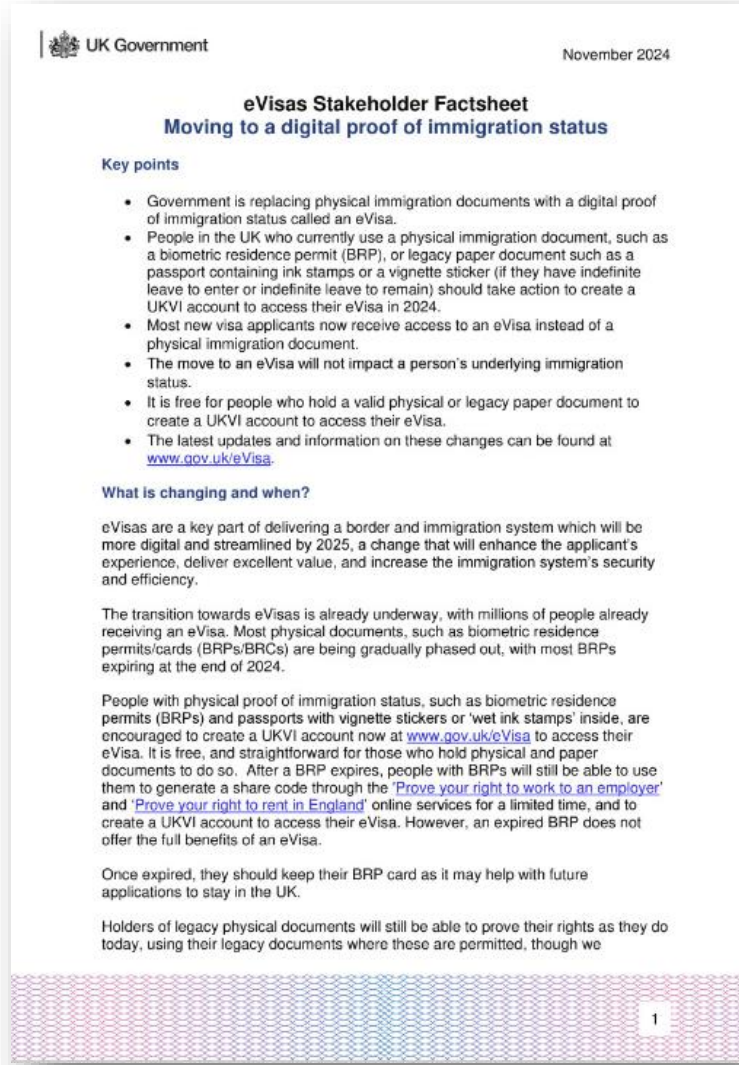 UK Government
November 2024
eVisas Stakeholder Factsheet
Moving to a digital proof of immigration status
Key points
• Government is replacing physical immigration documents with a digital proof
of immigration status called an eVisa.
• People in the UK who currently use a physical immigration document, such as
a biometric residence permit (BRP), or legacy paper document such as a
passport containing ink stamps or a vignette sticker (if they have indefinite
leave to enter or indefinite leave to remain) should take action to create a
UKVI account to access their eVisa in 2024.
• Most new visa applicants now receive access to an eVisa instead of a
physical immigration document.
• The move to an eVisa will not impact a person's underlying immigration
status.
• It is free for people who hold a valid physical or legacy paper document to
create a UKVI account to access their eVisa.
• The latest updates and information on these changes can be found at
www.gov.uk/eVisa.
What is changing and when?
eVisas are a key part of delivering a border and immigration system which will be
more digital and streamlined by 2025, a change that will enhance the applicant's
experience, deliver excellent value, and increase the immigration system's security
and efficiency.
The transition towards eVisas is already underway, with millions of people already
receiving an eVisa. Most physical documents, such as biometric residence
permits/cards (BRPs/BRCs) are being gradually phased out, with most BRPs
expiring at the end of 2024.
People with physical proof of immigration status, such as biometric residence
permits (BRPs) and passports with vignette stickers or 'wet ink stamps' inside, are
encouraged to create a UKVI account now at www.gov.uk/eVisa to access their
eVisa. It is free, and straightforward for those who hold physical and paper
documents to do so. After a BRP expires, people with BRPs will still be able to use
them to generate a share code through the 'Prove your right to work to an employer'
and 'Prove your right to rent in England' online services for a limited time, and to
create a UKVI account to access their eVisa. However, an expired BRP does not
offer the full benefits of an eVisa.
Once expired, they should keep their BRP card as it may help with future
applications to stay in the UK.
Holders of legacy physical documents will still be able to prove their rights as they do
today, using their legacy documents where these are permitted, though we
1